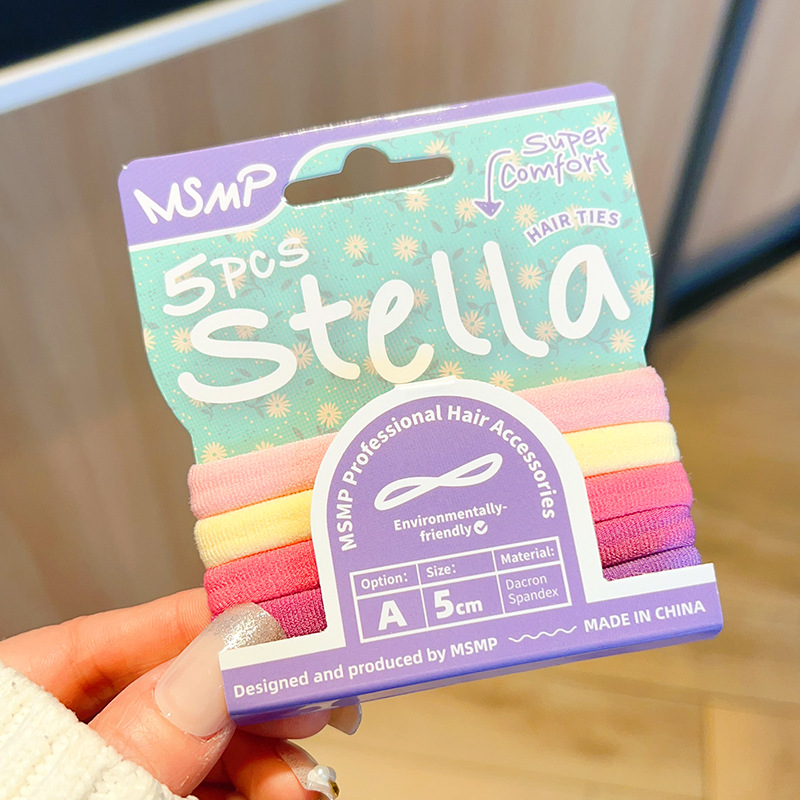 MSMP
Super
Comfort
HAIR TIES
5pcs
Stella
MSMP Professional Hair Accessories
Environmentally-
friendly
Option: Size: Material:
A 5cm Dacron
Spandex
Designed and produced by MSMP MADE IN CHINA